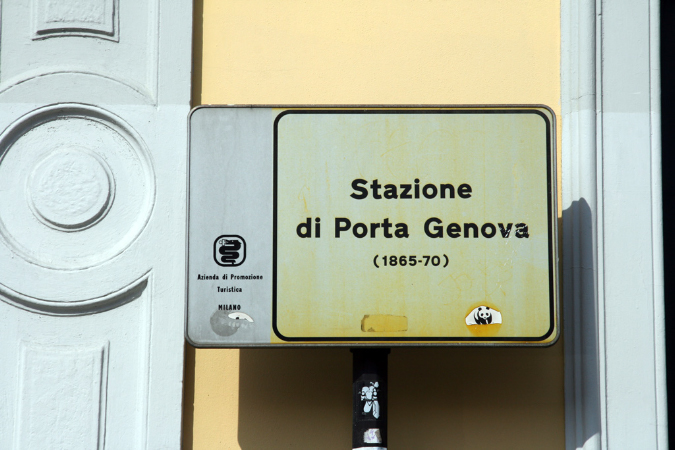 Stazione
di Porta Genova
(1865-70)
Azienda di Promozione
Turistica
MILANO